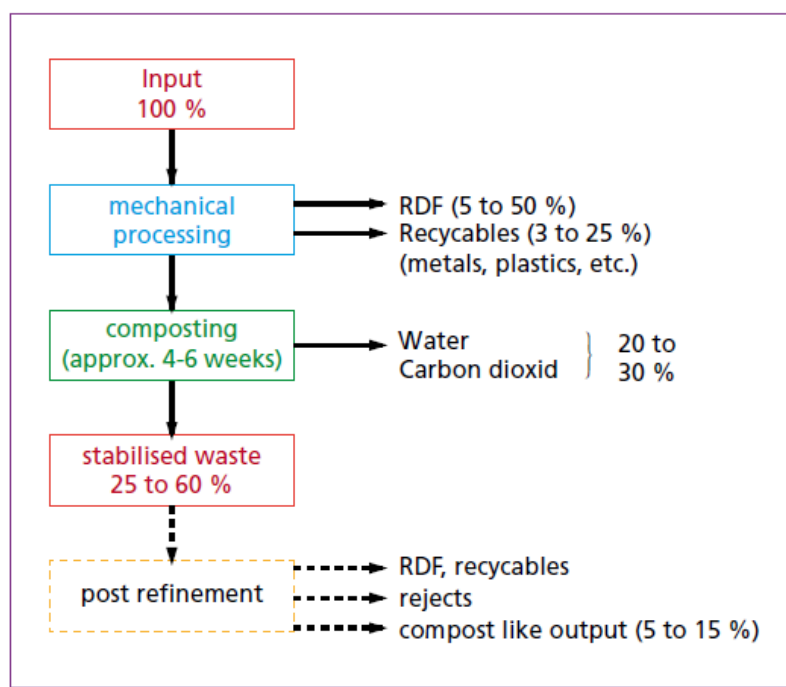 Input
100 %
mechanical
processing
RDF (5 to 50 %)
Recycables (3 to 25 %)
(metals, plastics, etc.)
composting
(approx. 4-6 weeks)
Water
Carbon dioxid
20 to
30 %
stabilised waste
25 to 60 %
post refinement
RDF, recycables
rejects
compost like output (5 to 15 %)